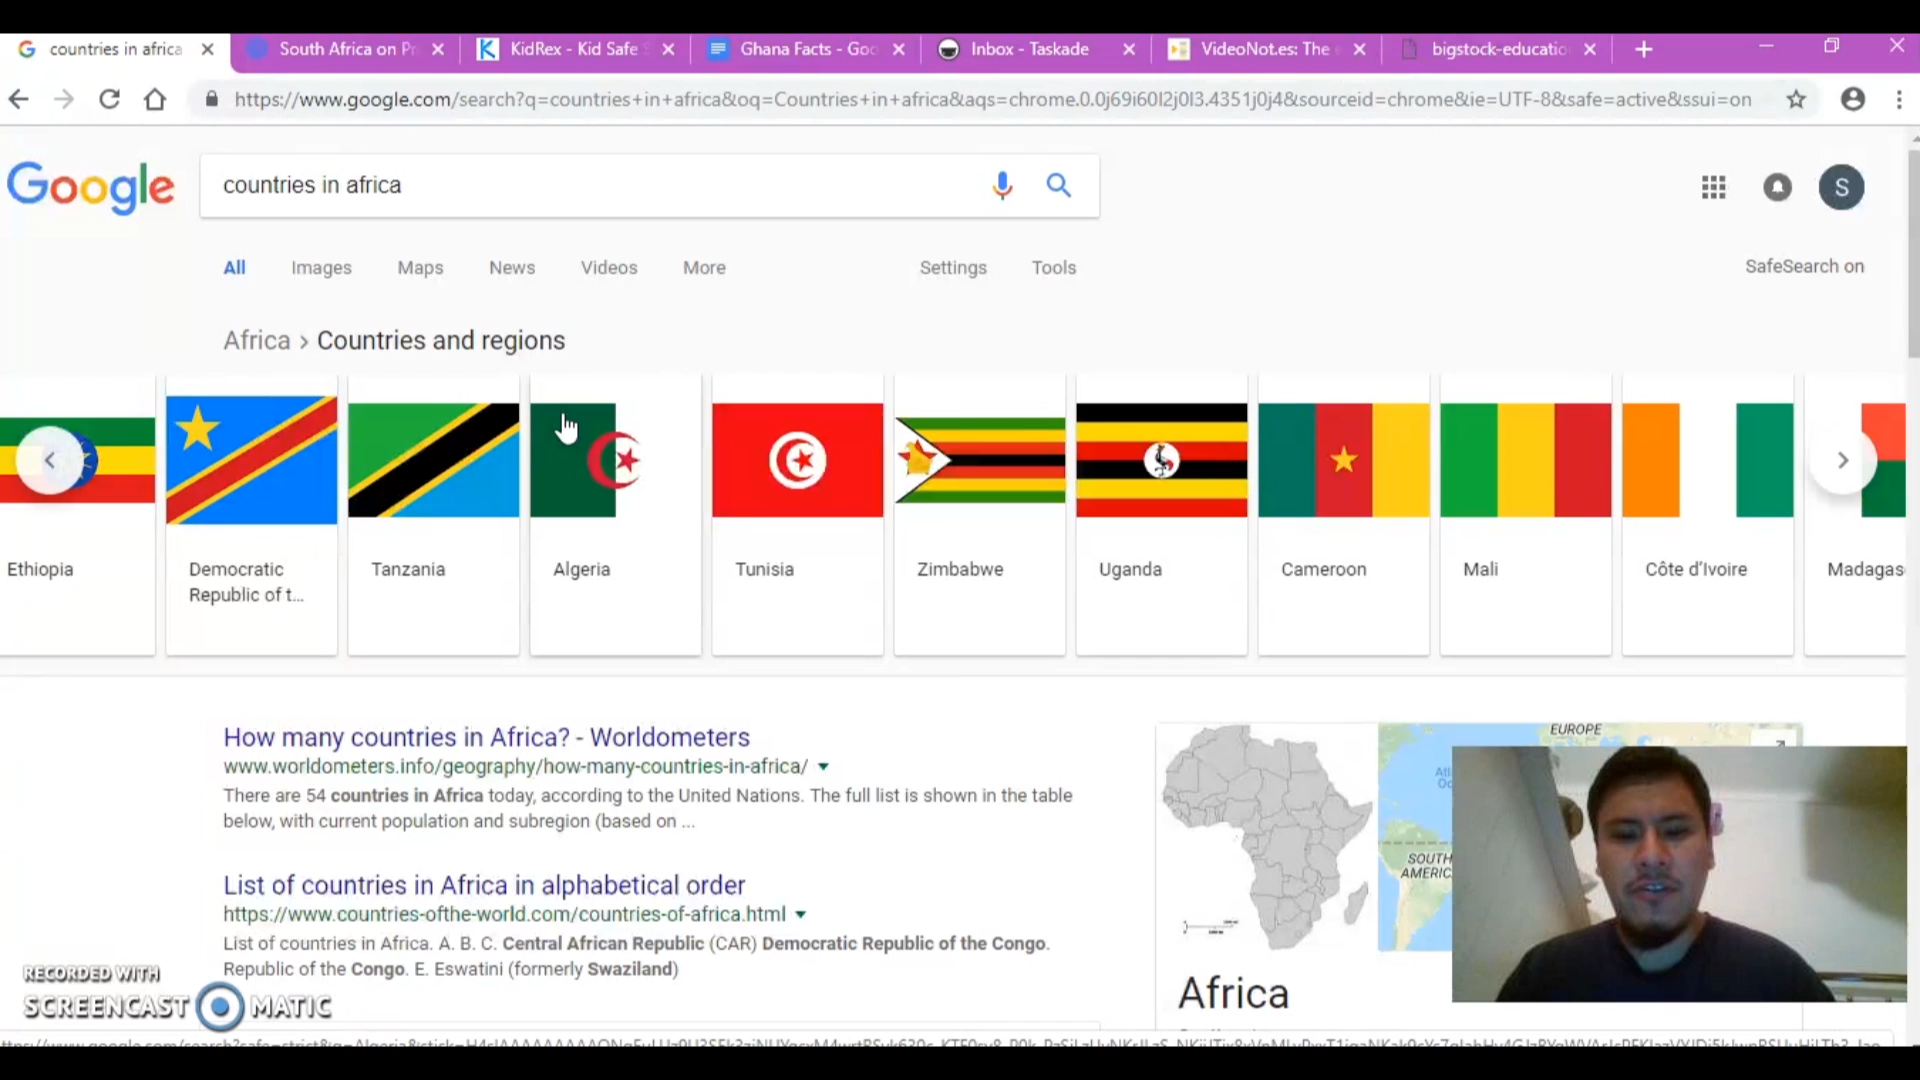 countries in africa
South Africa on Pr
KidRex - Kid Safe S
Ghana Facts - Goo
Inbox - Taskade
VideoNot.es: The e
bigstock-educatio
https://www.google.com/search?q=countries+in+africa&oq=Countries+in+africa&aqs=chrome.0.0j69i60l2j0l3.4351j0j4&sourceid=chrome&ie=UTF-8&safe=active&ssui=on
Google
countries in africa
S
All Images Maps News Videos More Settings Tools
SafeSearch on
Africa > Countries and regions
Ethiopia
Democratic
Republic of t...
Tanzania
Algeria
Tunisia
Zimbabwe
Uganda
Cameroon
Mali
Côte d'Ivoire
Madagas
How many countries in Africa? - Worldometers
www.worldometers.info/geography/how-many-countries-in-africa/
There are 54 countries in Africa today, according to the United Nations. The full list is shown in the table
below, with current population and subregion (based on ...
List of countries in Africa in alphabetical order
https://www.countries-ofthe-world.com/countries-of-africa.html
List of countries in Africa. A. B. C. Central African Republic (CAR) Democratic Republic of the Congo.
Republic of the Congo. E. Eswatini (formerly Swaziland)
EUROPE
SOUTH
AMERIC
Africa
RECORDED WITH
SCREENCAST MATIC